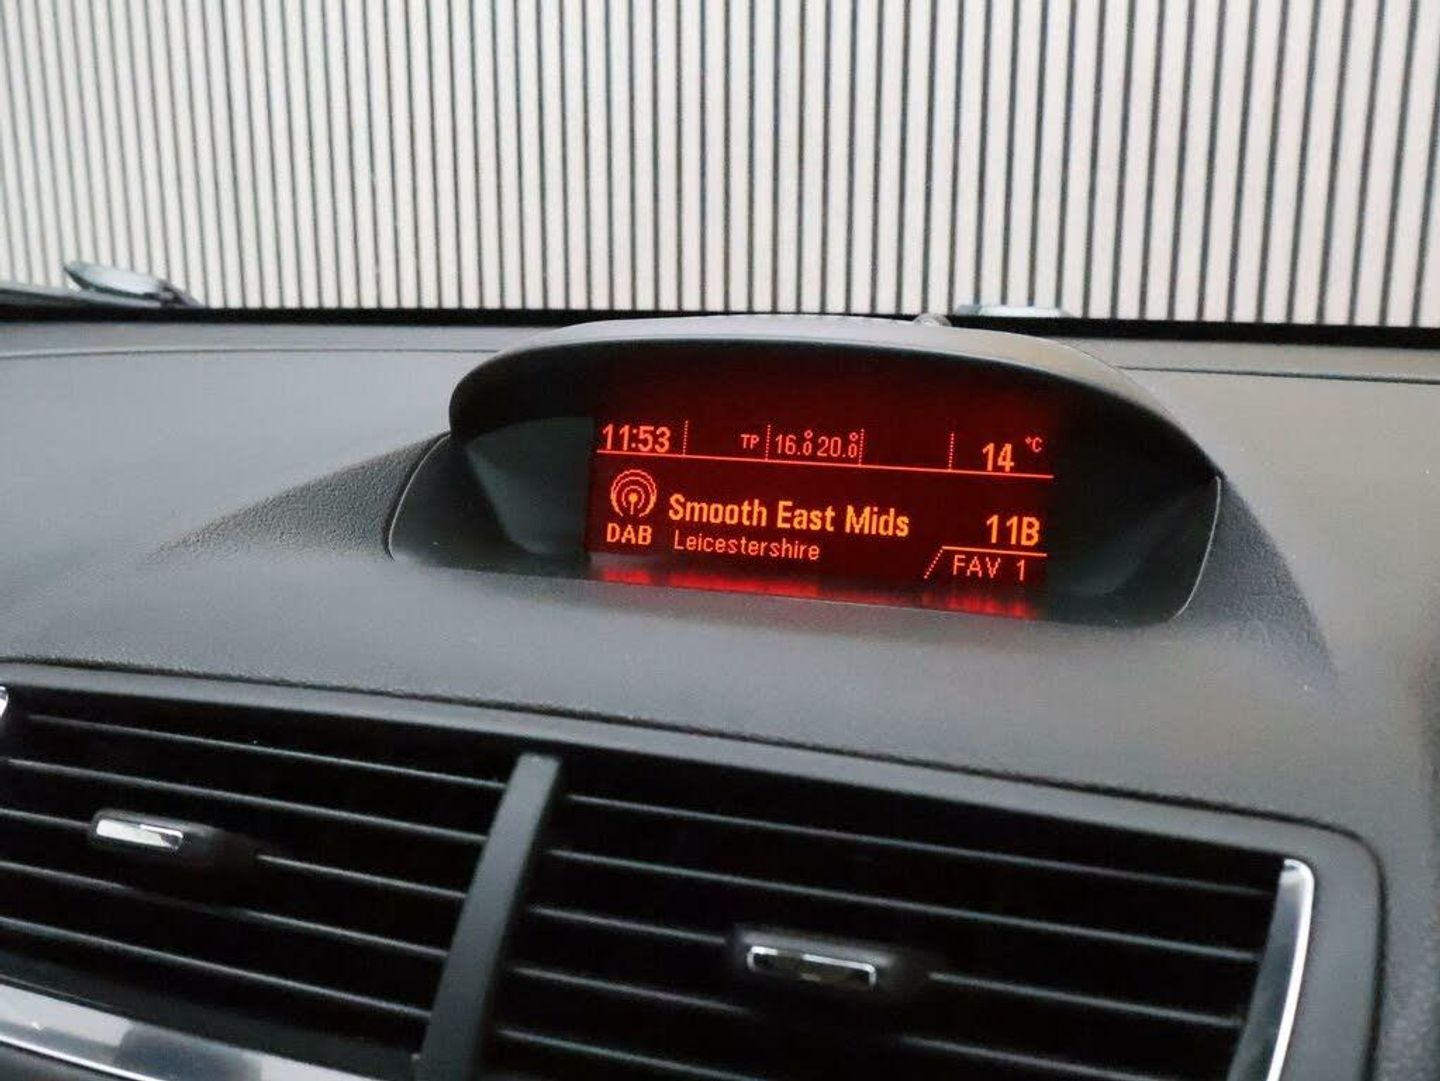 11:53 TP 16.0° 20.0° 14 °C
Smooth East Mids 11B
DAB Leicestershire FAV 1